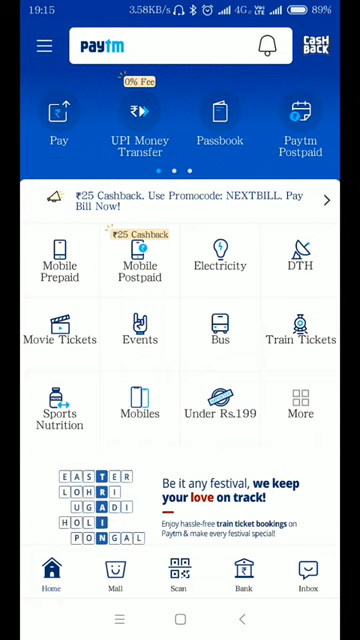 19:15 3.58KB/s 4G VoLTE 89%
paytm
CASH BACK
0% Fee
Pay
UPI Money Transfer
Passbook
Paytm Postpaid
₹25 Cashback. Use Promocode: NEXTBILL. Pay
Bill Now!
₹25 Cashback
Mobile Prepaid
Mobile Postpaid
Electricity
DTH
Movie Tickets
Events
Bus
Train Tickets
Sports Nutrition
Mobiles
Under Rs.199
More
EASTER
LOHRI
UGADI
HOLI
PONGAL
Be it any festival, we keep
your love on track!
Enjoy hassle-free train ticket bookings on
Paytm & make every festival special!
Home
Mall
Scan
Bank
Inbox